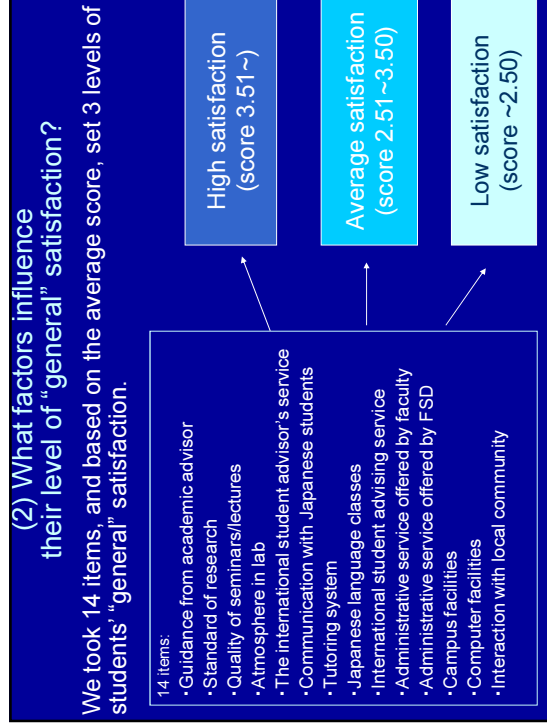 (2) What factors influence
their level of “general” satisfaction?
We took 14 items, and based on the average score, set 3 levels of
students’ “general” satisfaction.
14 items:
・Guidance from academic advisor
・Standard of research
・Quality of seminars/lectures
・Atmosphere in lab
・The international student advisor’s service
・Communication with Japanese students
・Tutoring system
・Japanese language classes
・International student advising service
・Administrative service offered by faculty
・Administrative service offered by FSD
・Campus facilities
・Computer facilities
・Interaction with local community
High satisfaction
(score 3.51~)
Average satisfaction
(score 2.51~3.50)
Low satisfaction
(score ~2.50)